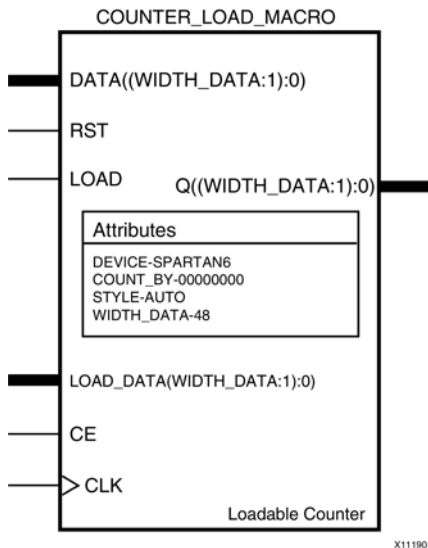 COUNTER_LOAD_MACRO
DATA((WIDTH_DATA:1):0)
RST
LOAD
Q((WIDTH_DATA:1):0)
Attributes
DEVICE-SPARTAN6
COUNT_BY-00000000
STYLE-AUTO
WIDTH_DATA-48
LOAD_DATA(WIDTH_DATA:1):0)
CE
CLK
Loadable Counter
X11190